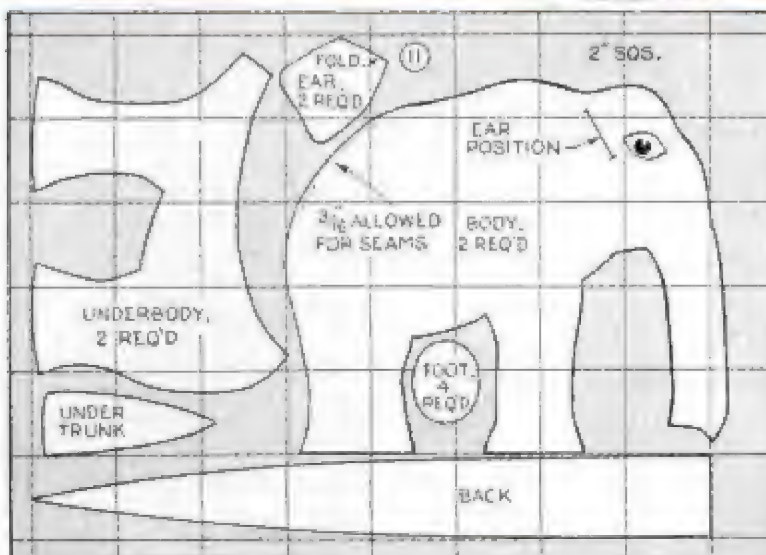 FOLD.
EAR,
2 REQ'D
11
2" SQS.
EAR
POSITION
3/16 ALLOWED
FOR SEAMS
BODY,
2 REQ'D
UNDERBODY,
2 REQ'D
FOOT
4
REQ'D
UNDER
TRUNK
BACK